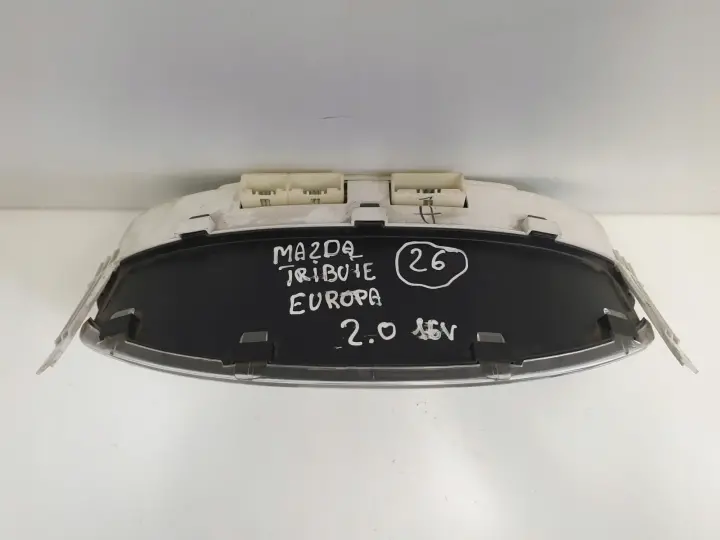 MAZDA
TRIBUTE
EUROPA
26
2.0 16V